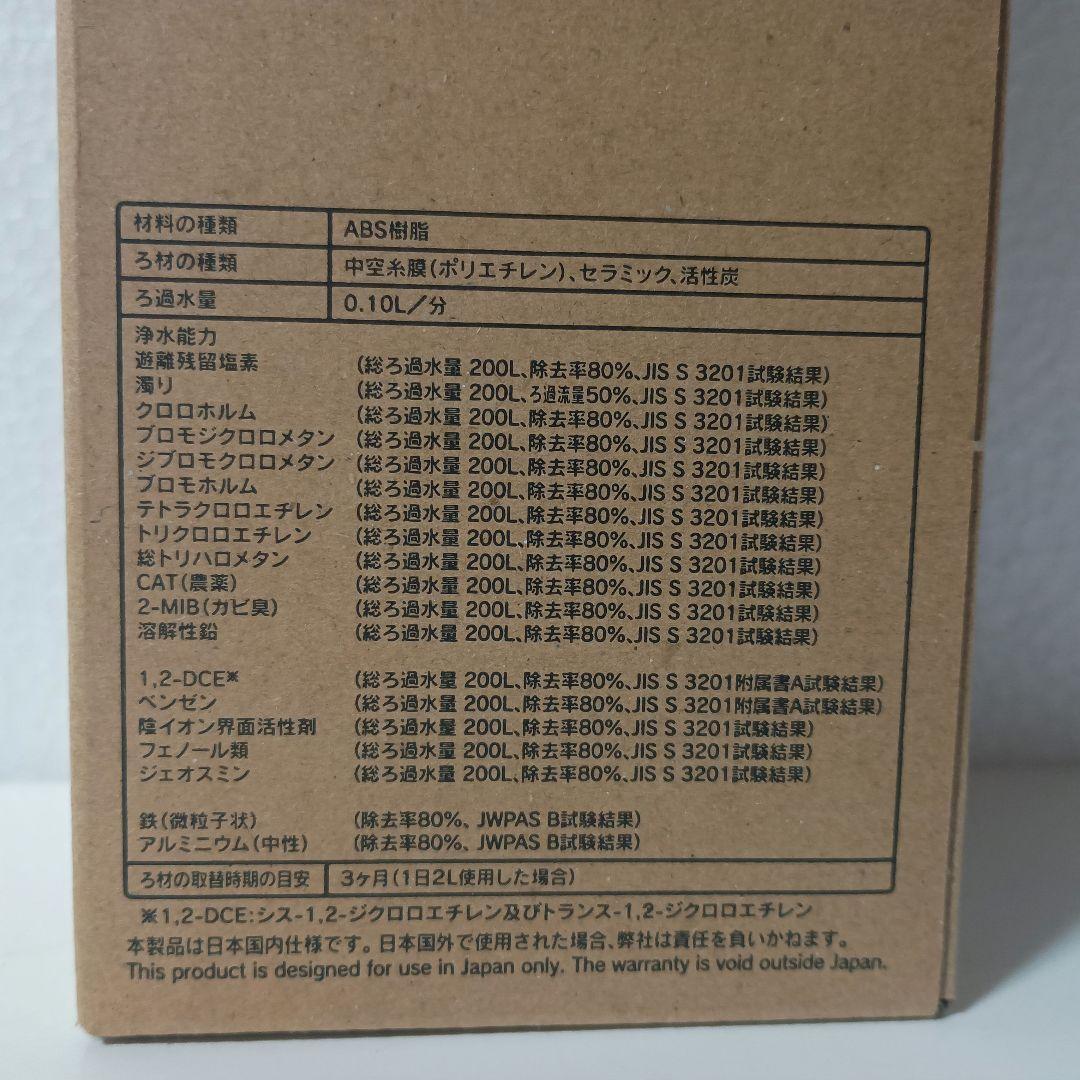 材料の種類 ABS樹脂
ろ材の種類 中空糸膜(ポリエチレン)、セラミック、活性炭
ろ過水量 0.10L／分
浄水能力
遊離残留塩素 (総ろ過水量 200L、除去率80%、JIS S 3201試験結果)
濁り (総ろ過水量 200L、ろ過流量50%、JIS S 3201試験結果)
クロロホルム (総ろ過水量 200L、除去率80%、JIS S 3201試験結果)
ブロモジクロロメタン (総ろ過水量 200L、除去率80%、JIS S 3201試験結果)
ジブロモクロロメタン (総ろ過水量 200L、除去率80%、JIS S 3201試験結果)
ブロモホルム (総ろ過水量 200L、除去率80%、JIS S 3201試験結果)
テトラクロロエチレン (総ろ過水量 200L、除去率80%、JIS S 3201試験結果)
トリクロロエチレン (総ろ過水量 200L、除去率80%、JIS S 3201試験結果)
総トリハロメタン (総ろ過水量 200L、除去率80%、JIS S 3201試験結果)
CAT(農薬) (総ろ過水量 200L、除去率80%、JIS S 3201試験結果)
2-MIB(カビ臭) (総ろ過水量 200L、除去率80%、JIS S 3201試験結果)
溶解性鉛 (総ろ過水量 200L、除去率80%、JIS S 3201試験結果)
1,2-DCE※ (総ろ過水量 200L、除去率80%、JIS S 3201附属書A試験結果)
ベンゼン (総ろ過水量 200L、除去率80%、JIS S 3201附属書A試験結果)
陰イオン界面活性剤 (総ろ過水量 200L、除去率80%、JIS S 3201試験結果)
フェノール類 (総ろ過水量 200L、除去率80%、JIS S 3201試験結果)
ジェオスミン (総ろ過水量 200L、除去率80%、JIS S 3201試験結果)
鉄(微粒子状) (除去率80%、JWPAS B試験結果)
アルミニウム(中性) (除去率80%、JWPAS B試験結果)
ろ材の取替時期の目安 3ヶ月(1日2L使用した場合)
※1,2-DCE:シス-1,2-ジクロロエチレン及びトランス-1,2-ジクロロエチレン
本製品は日本国内仕様です。日本国外で使用された場合、弊社は責任を負いかねます。
This product is designed for use in Japan only. The warranty is void outside Japan.